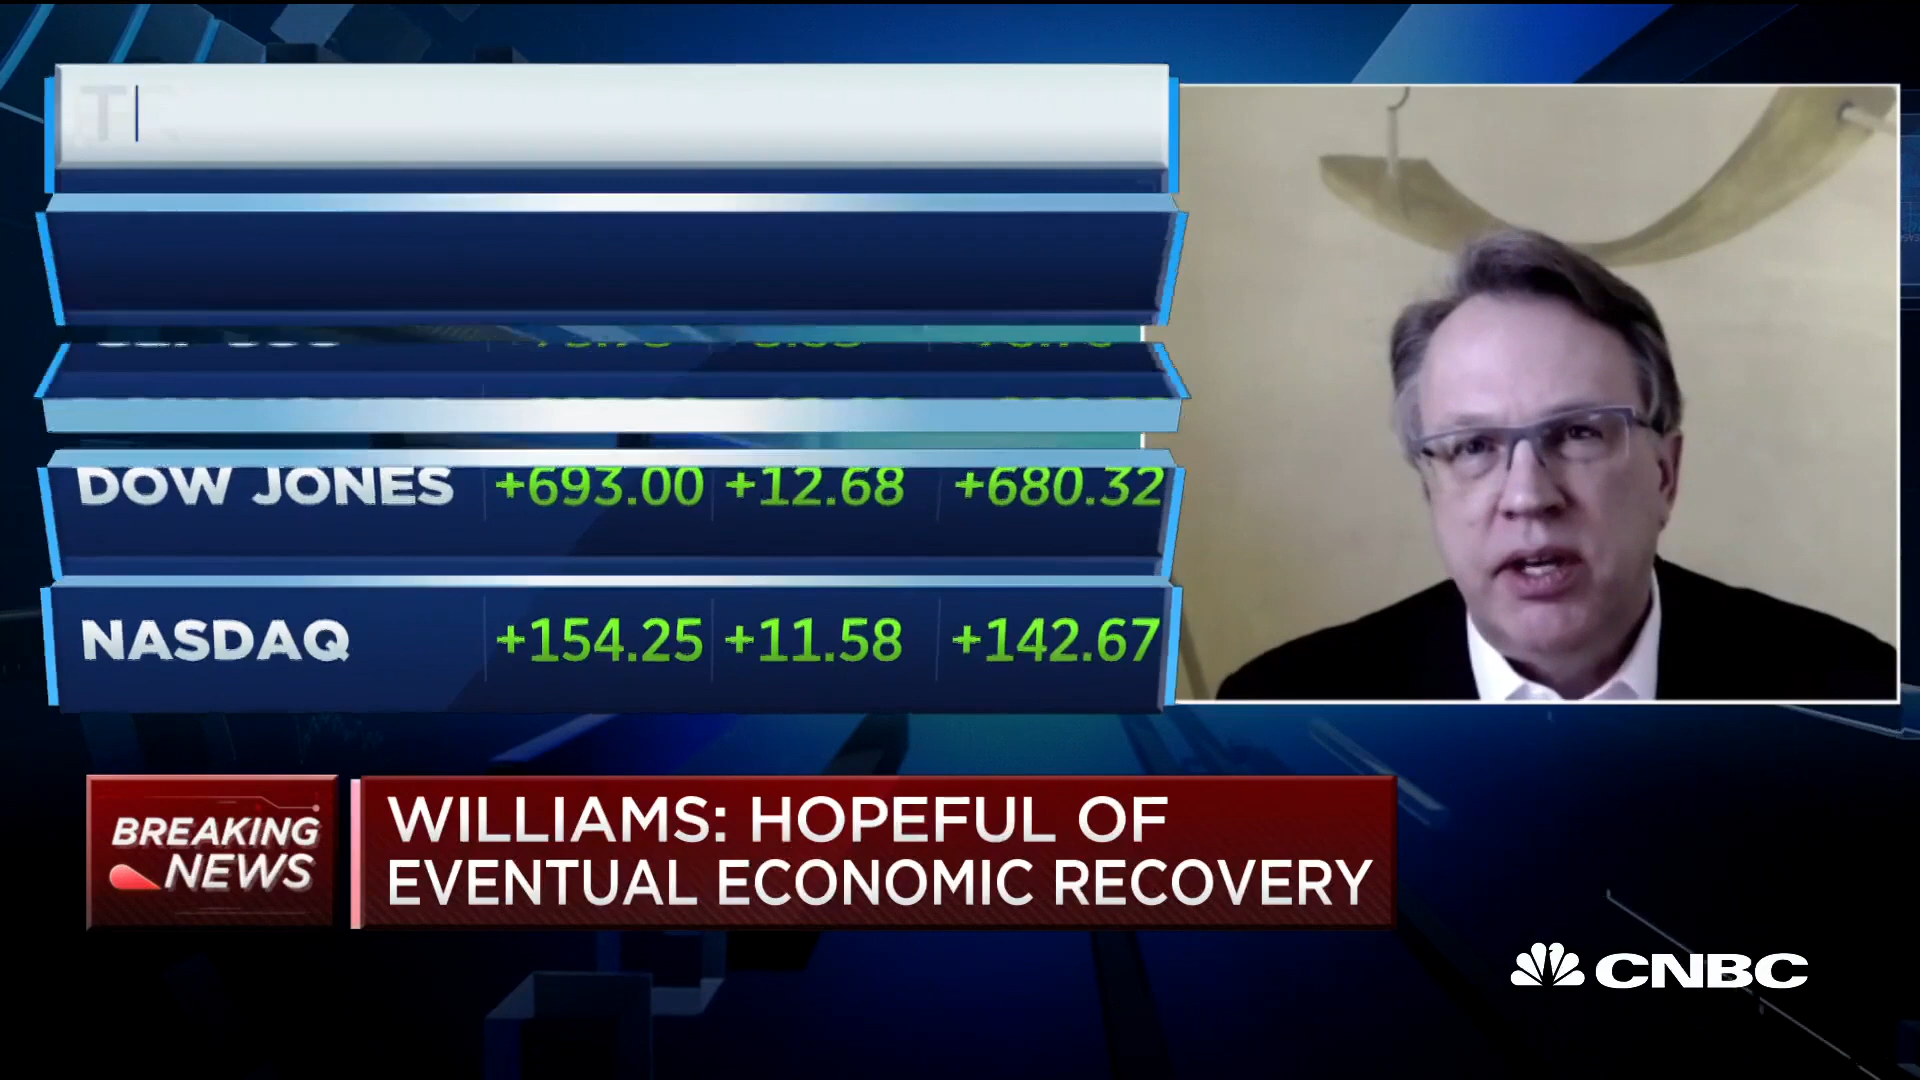 DOW JONES +693.00 +12.68 +680.32
NASDAQ +154.25 +11.58 +142.67
BREAKING
NEWS
WILLIAMS: HOPEFUL OF
EVENTUAL ECONOMIC RECOVERY
CNBC